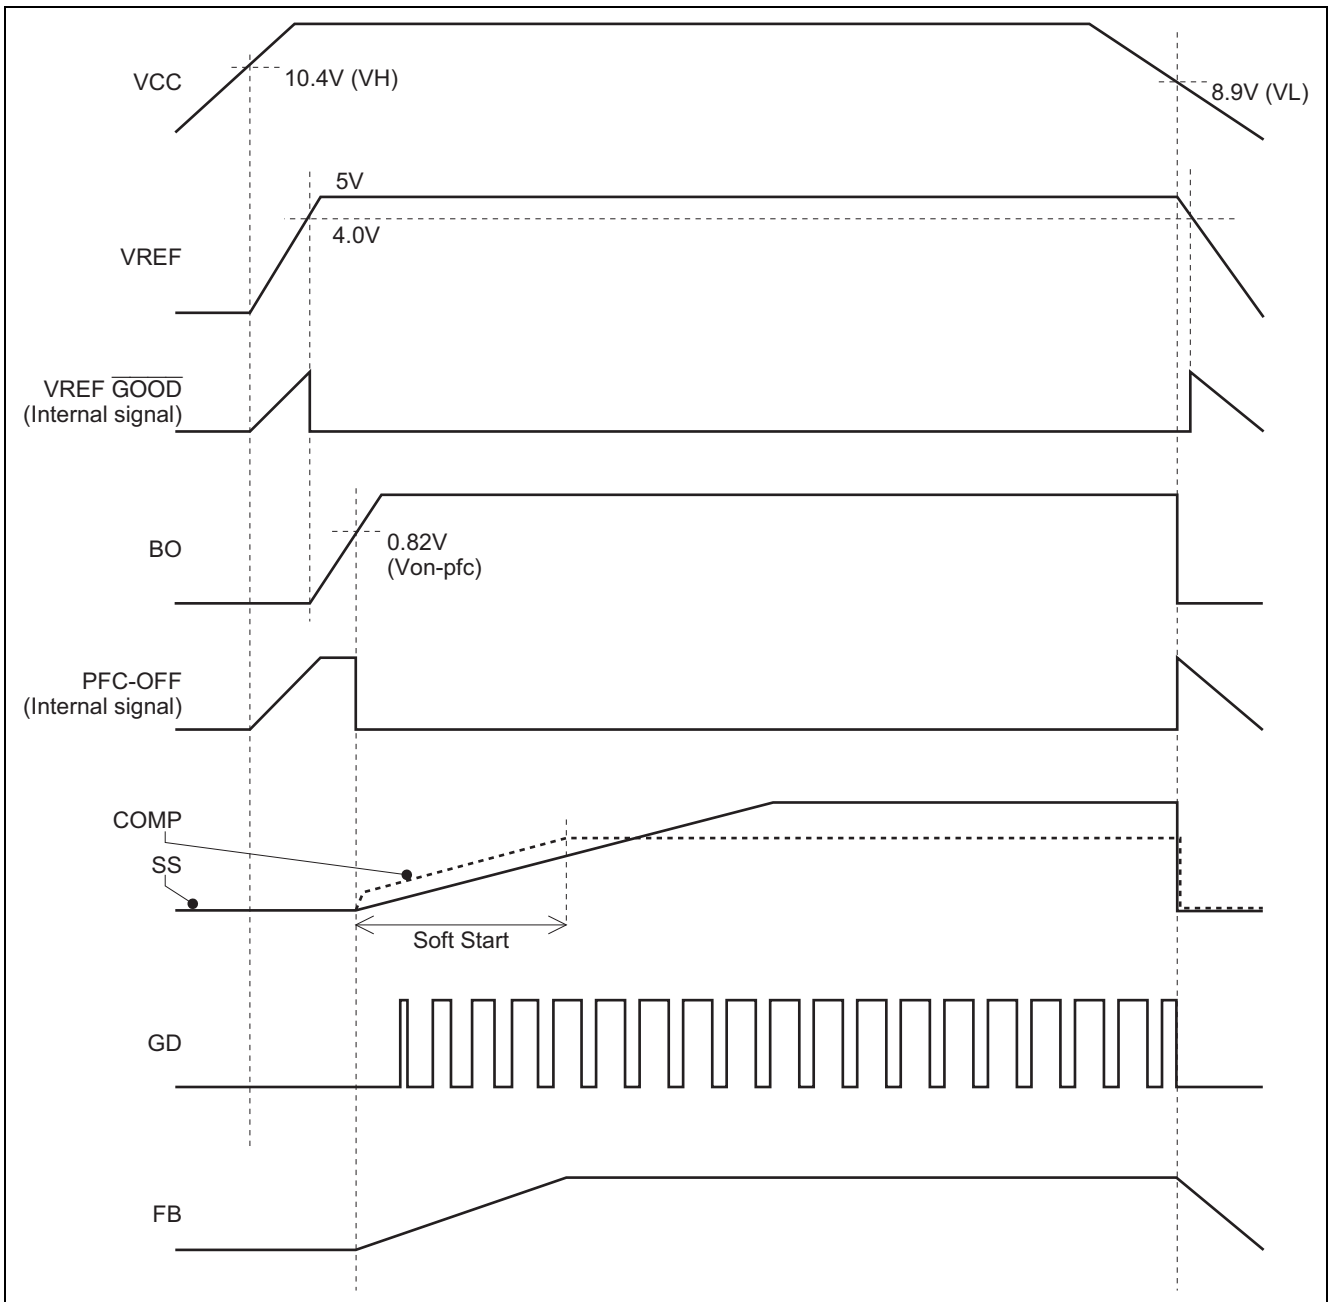 VCC
10.4V (VH)
8.9V (VL)
5V
4.0V
VREF
VREF G̅O̅O̅D̅
(Internal signal)
BO
0.82V
(Von-pfc)
PFC-OFF
(Internal signal)
COMP
SS
Soft Start
GD
FB